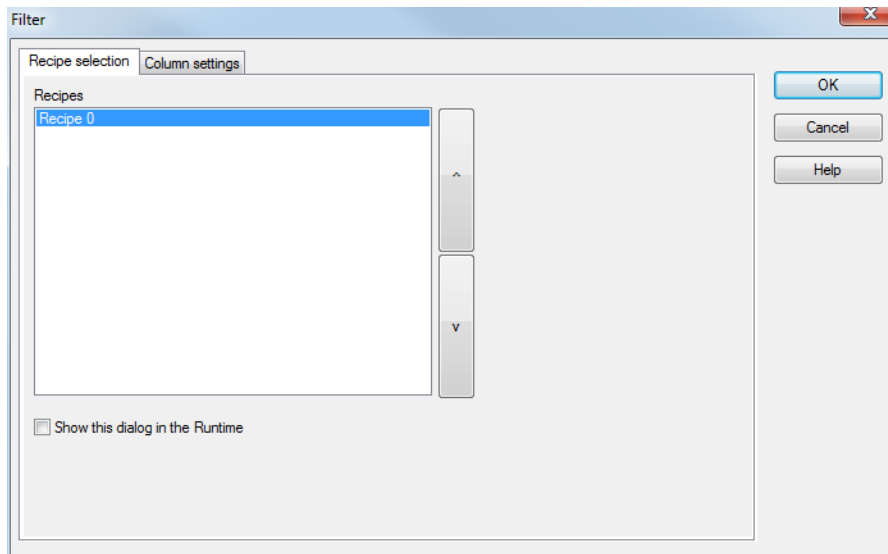 Filter
Recipe selection
Column settings
Recipes
Recipe 0
^
v
Show this dialog in the Runtime
OK
Cancel
Help